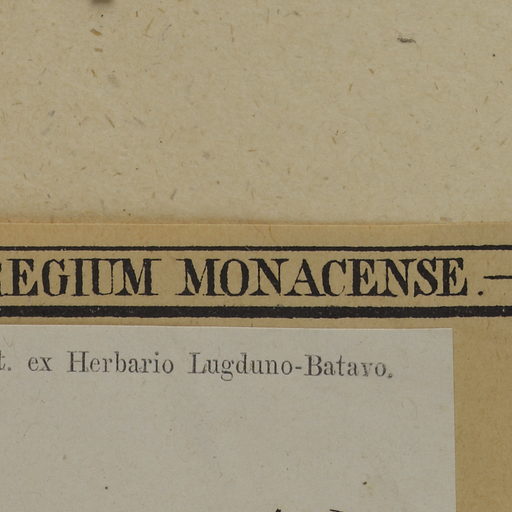 REGIUM MONACENSE.—
t. ex Herbario Lugduno-Batavo.